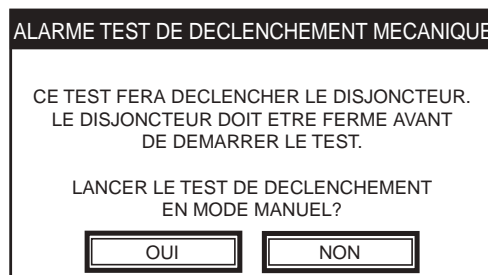 ALARME TEST DE DECLENCHEMENT MECANIQUE
CE TEST FERA DECLENCHER LE DISJONCTEUR.
LE DISJONCTEUR DOIT ETRE FERME AVANT
DE DEMARRER LE TEST.
LANCER LE TEST DE DECLENCHEMENT
EN MODE MANUEL?
OUI NON